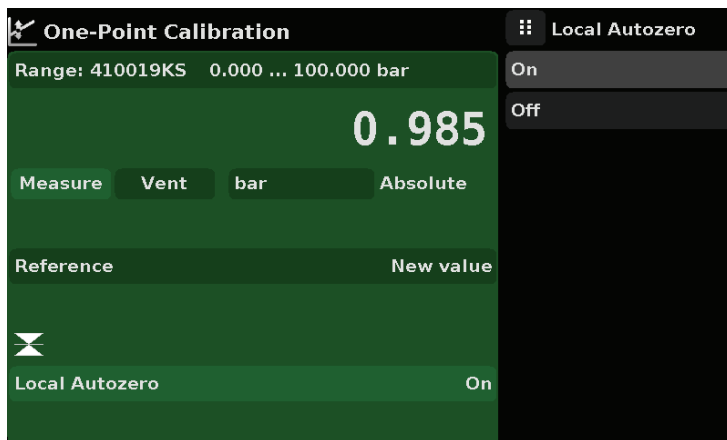 One-Point Calibration
Range: 410019KS 0.000 ... 100.000 bar
0.985
Measure Vent bar Absolute
Reference New value
Local Autozero On
Local Autozero
On
Off